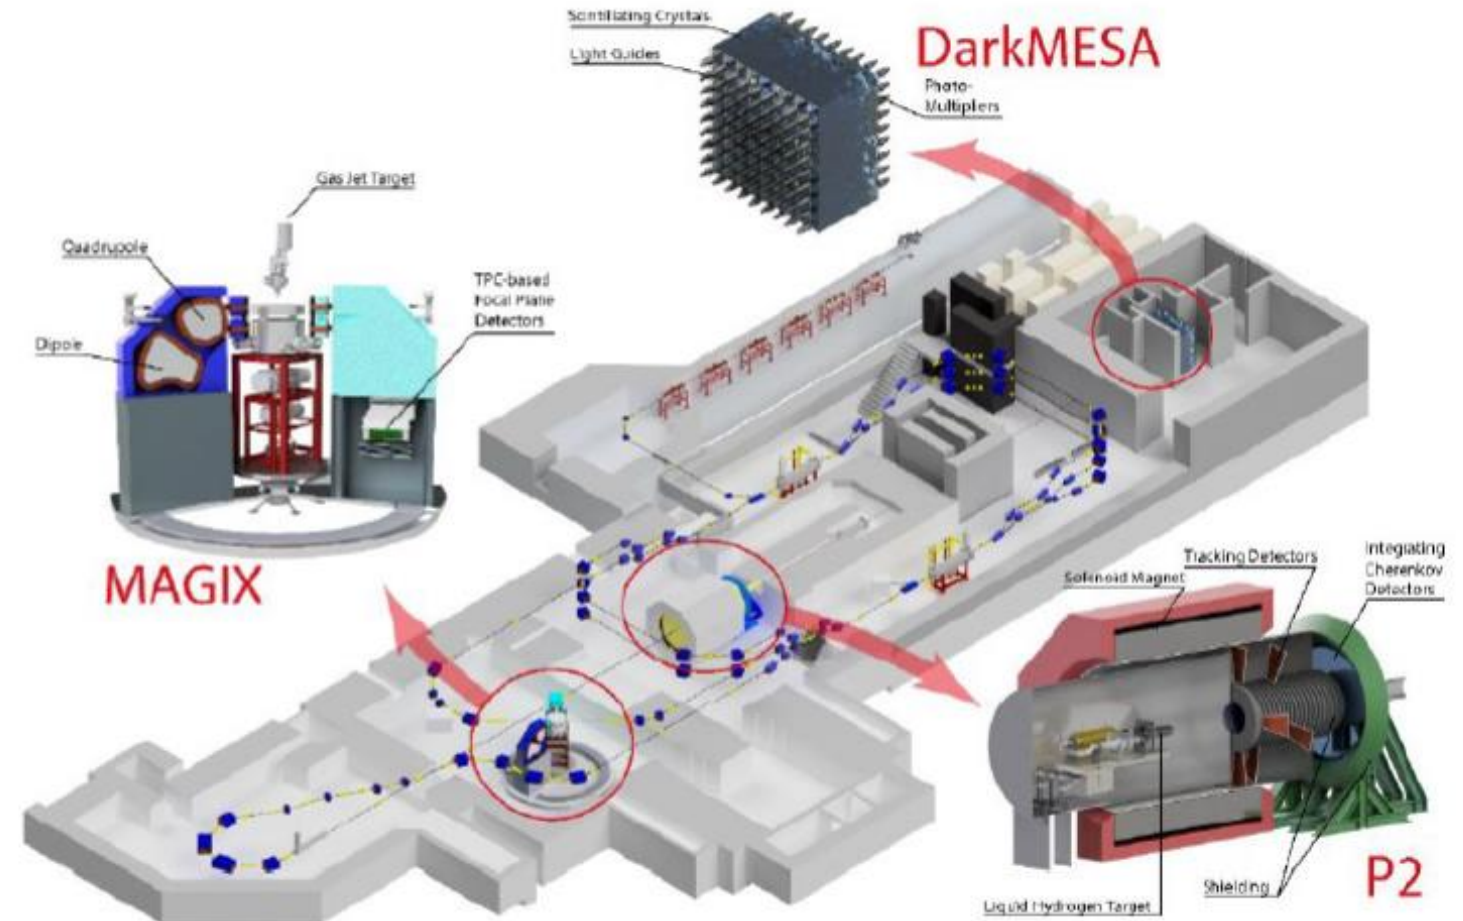 Scintillating Crystals
Light Guides
DarkMESA
Photo-
Multipliers
Gas Jet Target
Quadrupole
Dipole
TPC-based
Focal Plane
Detectors
MAGIX
Solenoid Magnet
Tracking Detectors
Integrating
Cherenkov
Detectors
P2
Shielding
Liquid Hydrogen Target